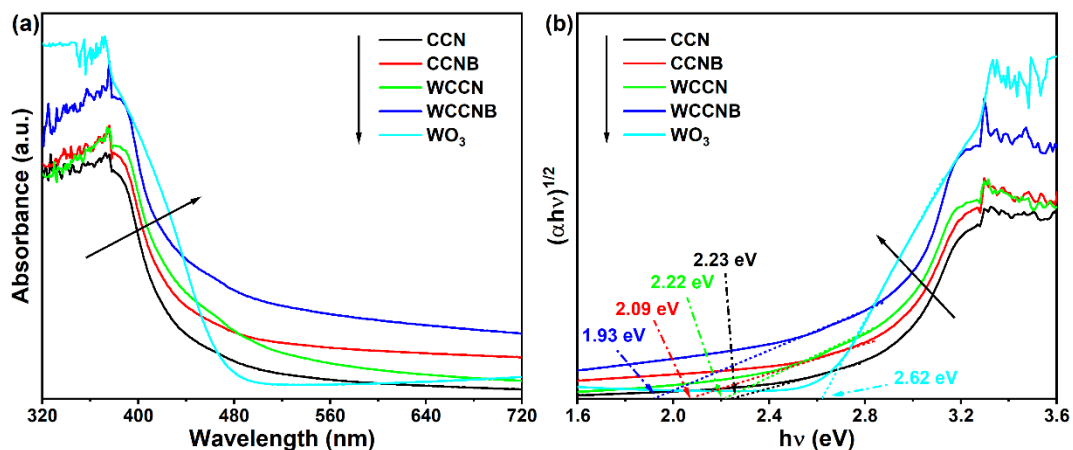 (a)
CCN
CCNB
WCCN
WCCNB
WO₃
Absorbance (a.u.)
320 400 480 560 640 720
Wavelength (nm)
(b)
CCN
CCNB
WCCN
WCCNB
WO₃
(αhν)^1/2
2.23 eV
2.22 eV
2.09 eV
1.93 eV
2.62 eV
1.6 2.0 2.4 2.8 3.2 3.6
hν (eV)